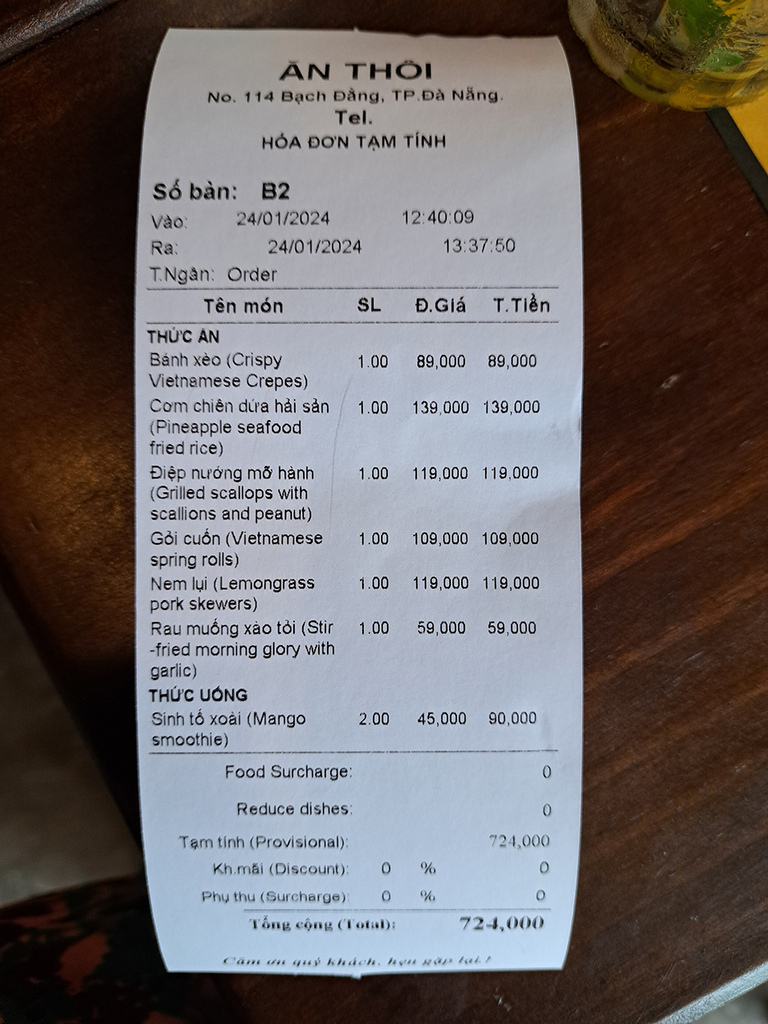 ĂN THÔI
No. 114 Bạch Đằng, TP.Đà Nẵng.
Tel.
HÓA ĐƠN TẠM TÍNH
Số bàn: B2
Vào: 24/01/2024 12:40:09
Ra: 24/01/2024 13:37:50
T.Ngân: Order
Tên món SL Đ.Giá T.Tiền
THỨC ĂN
Bánh xèo (Crispy 1.00 89,000 89,000
Vietnamese Crepes)
Cơm chiên dứa hải sản 1.00 139,000 139,000
(Pineapple seafood
fried rice)
Điệp nướng mỡ hành 1.00 119,000 119,000
(Grilled scallops with
scallions and peanut)
Gỏi cuốn (Vietnamese 1.00 109,000 109,000
spring rolls)
Nem lụi (Lemongrass 1.00 119,000 119,000
pork skewers)
Rau muống xào tỏi (Stir 1.00 59,000 59,000
-fried morning glory with
garlic)
THỨC UỐNG
Sinh tố xoài (Mango 2.00 45,000 90,000
smoothie)
Food Surcharge: 0
Reduce dishes: 0
Tạm tính (Provisional): 724,000
Kh.mãi (Discount): 0 % 0
Phụ thu (Surcharge): 0 % 0
Tổng cộng (Total): 724,000
Cảm ơn quý khách, hẹn gặp lại !